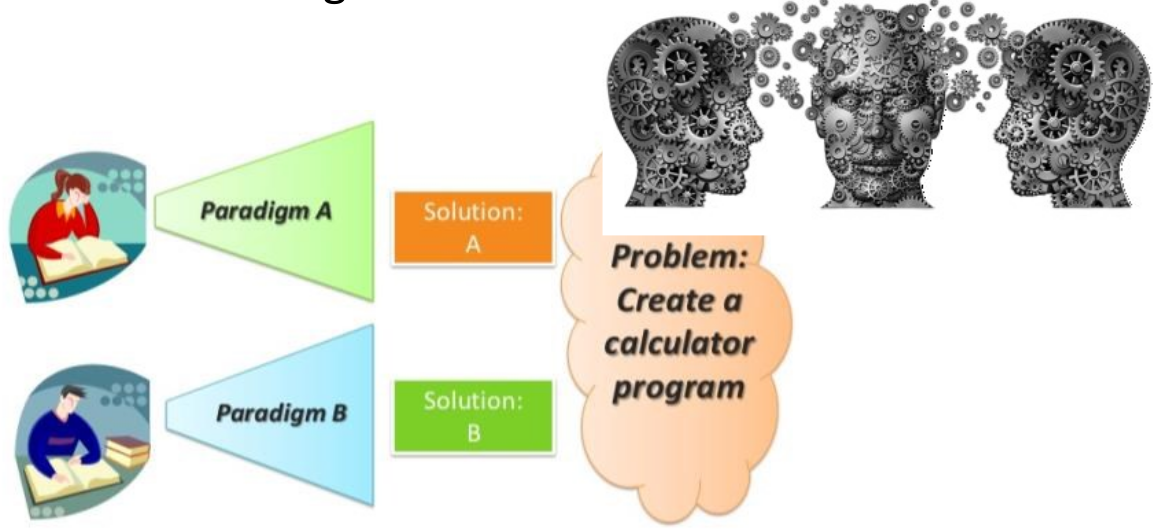 Paradigm A
Solution:
A
Problem:
Create a
calculator
program
Paradigm B
Solution:
B